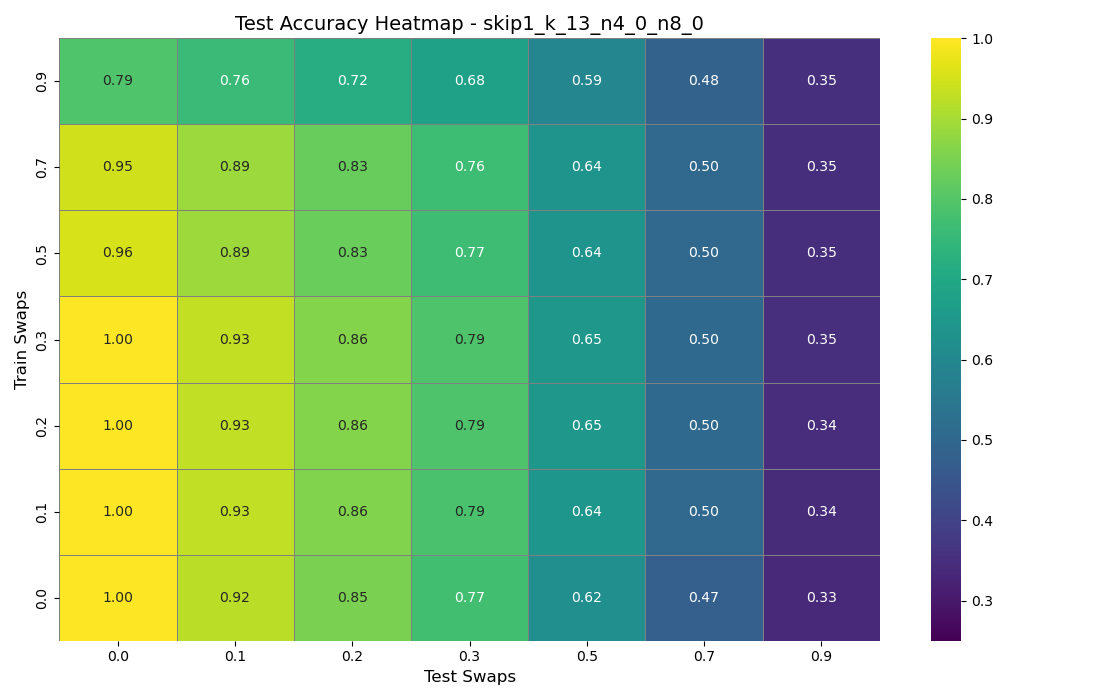 Test Accuracy Heatmap - skip1_k_13_n4_0_n8_0
Train Swaps
0.9 0.79 0.76 0.72 0.68 0.59 0.48 0.35
0.7 0.95 0.89 0.83 0.76 0.64 0.50 0.35
0.5 0.96 0.89 0.83 0.77 0.64 0.50 0.35
0.3 1.00 0.93 0.86 0.79 0.65 0.50 0.35
0.2 1.00 0.93 0.86 0.79 0.65 0.50 0.34
0.1 1.00 0.93 0.86 0.79 0.64 0.50 0.34
0.0 1.00 0.92 0.85 0.77 0.62 0.47 0.33
0.0 0.1 0.2 0.3 0.5 0.7 0.9
Test Swaps
1.0
0.9
0.8
0.7
0.6
0.5
0.4
0.3